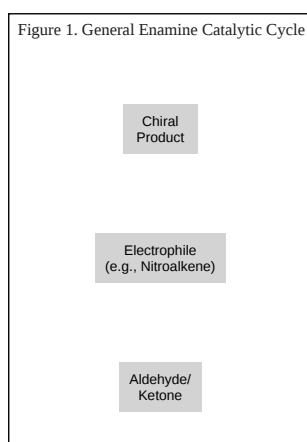 Figure 1. General Enamine Catalytic Cycle
Chiral
Product
Electrophile
(e.g., Nitroalkene)
Aldehyde/
Ketone